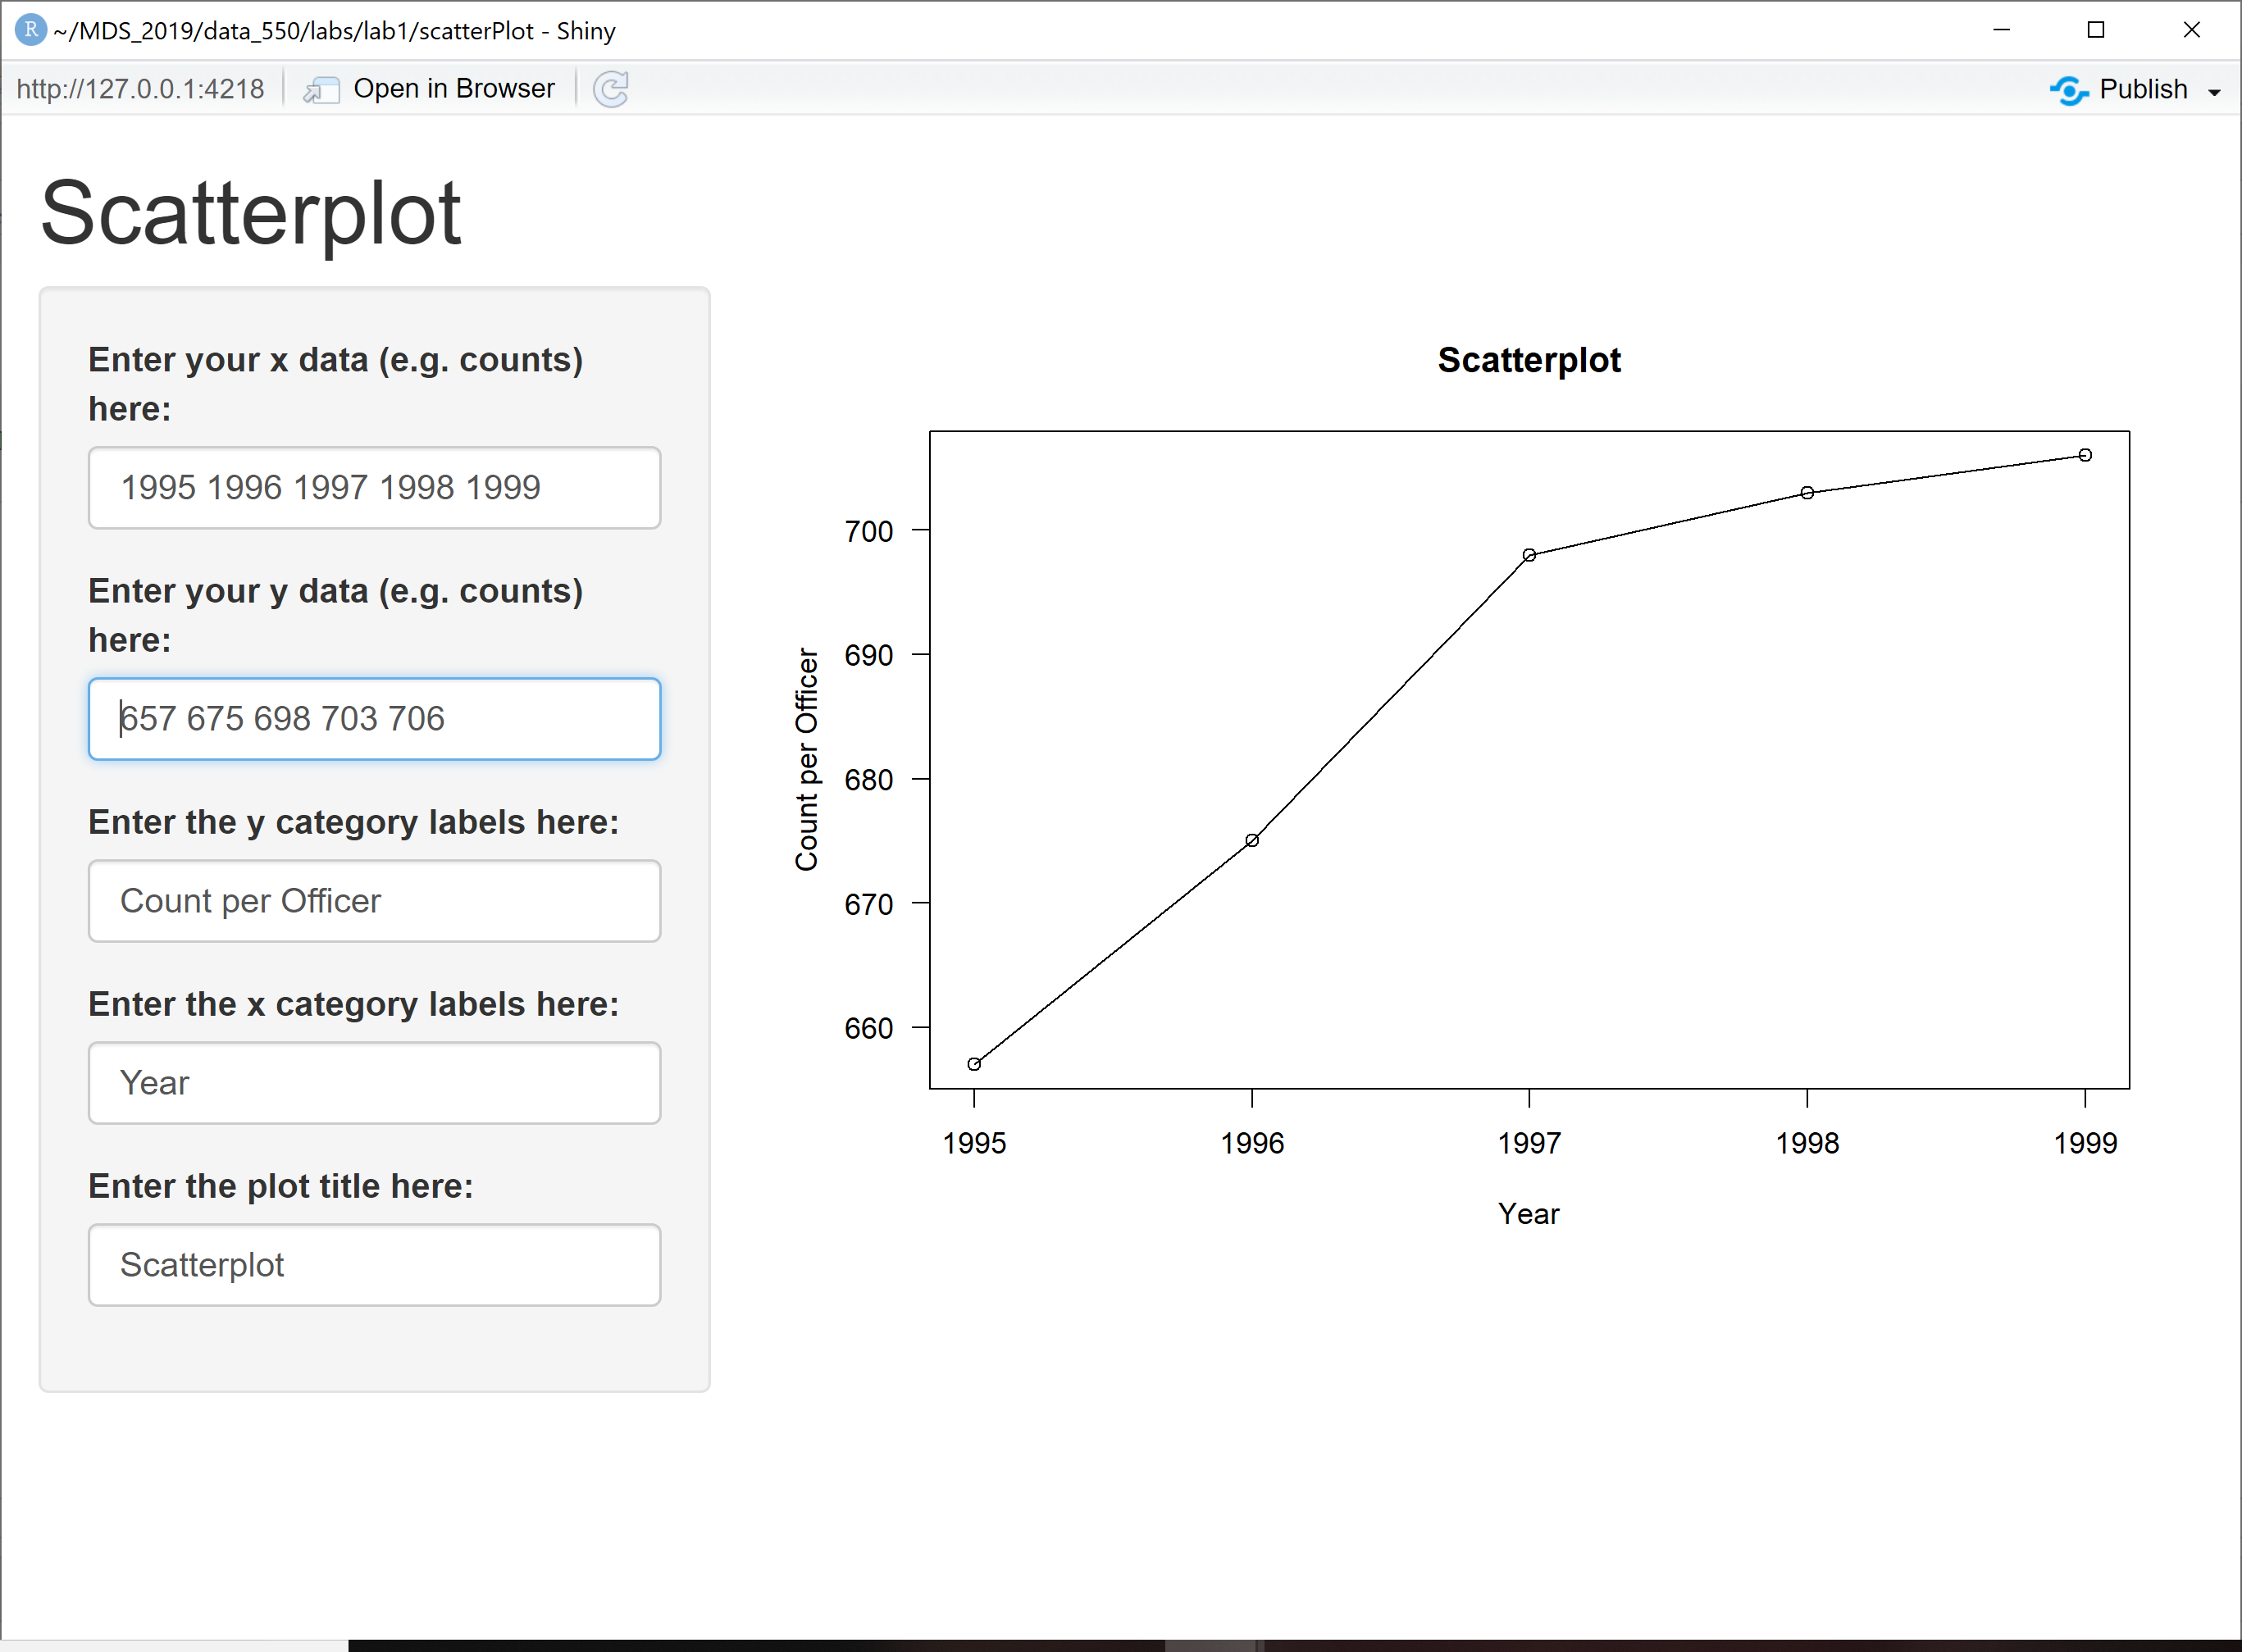 R ~/MDS_2019/data_550/labs/lab1/scatterPlot - Shiny
http://127.0.0.1:4218 Open in Browser Publish
Scatterplot
Enter your x data (e.g. counts)
here:
1995 1996 1997 1998 1999
Enter your y data (e.g. counts)
here:
657 675 698 703 706
Enter the y category labels here:
Count per Officer
Enter the x category labels here:
Year
Enter the plot title here:
Scatterplot
Scatterplot
Count per Officer
700
690
680
670
660
1995 1996 1997 1998 1999
Year